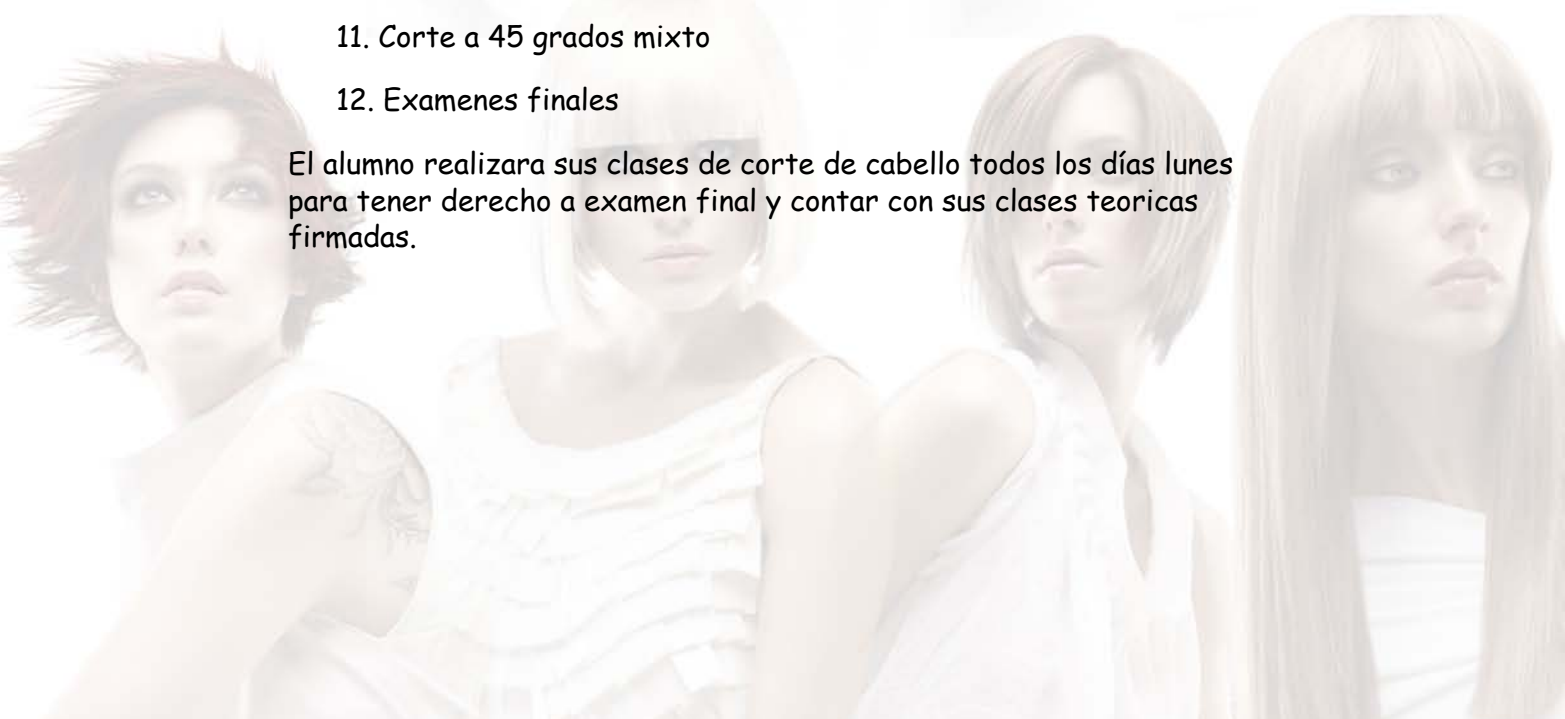 11. Corte a 45 grados mixto
12. Examenes finales
El alumno realizara sus clases de corte de cabello todos los días lunes
para tener derecho a examen final y contar con sus clases teoricas
firmadas.